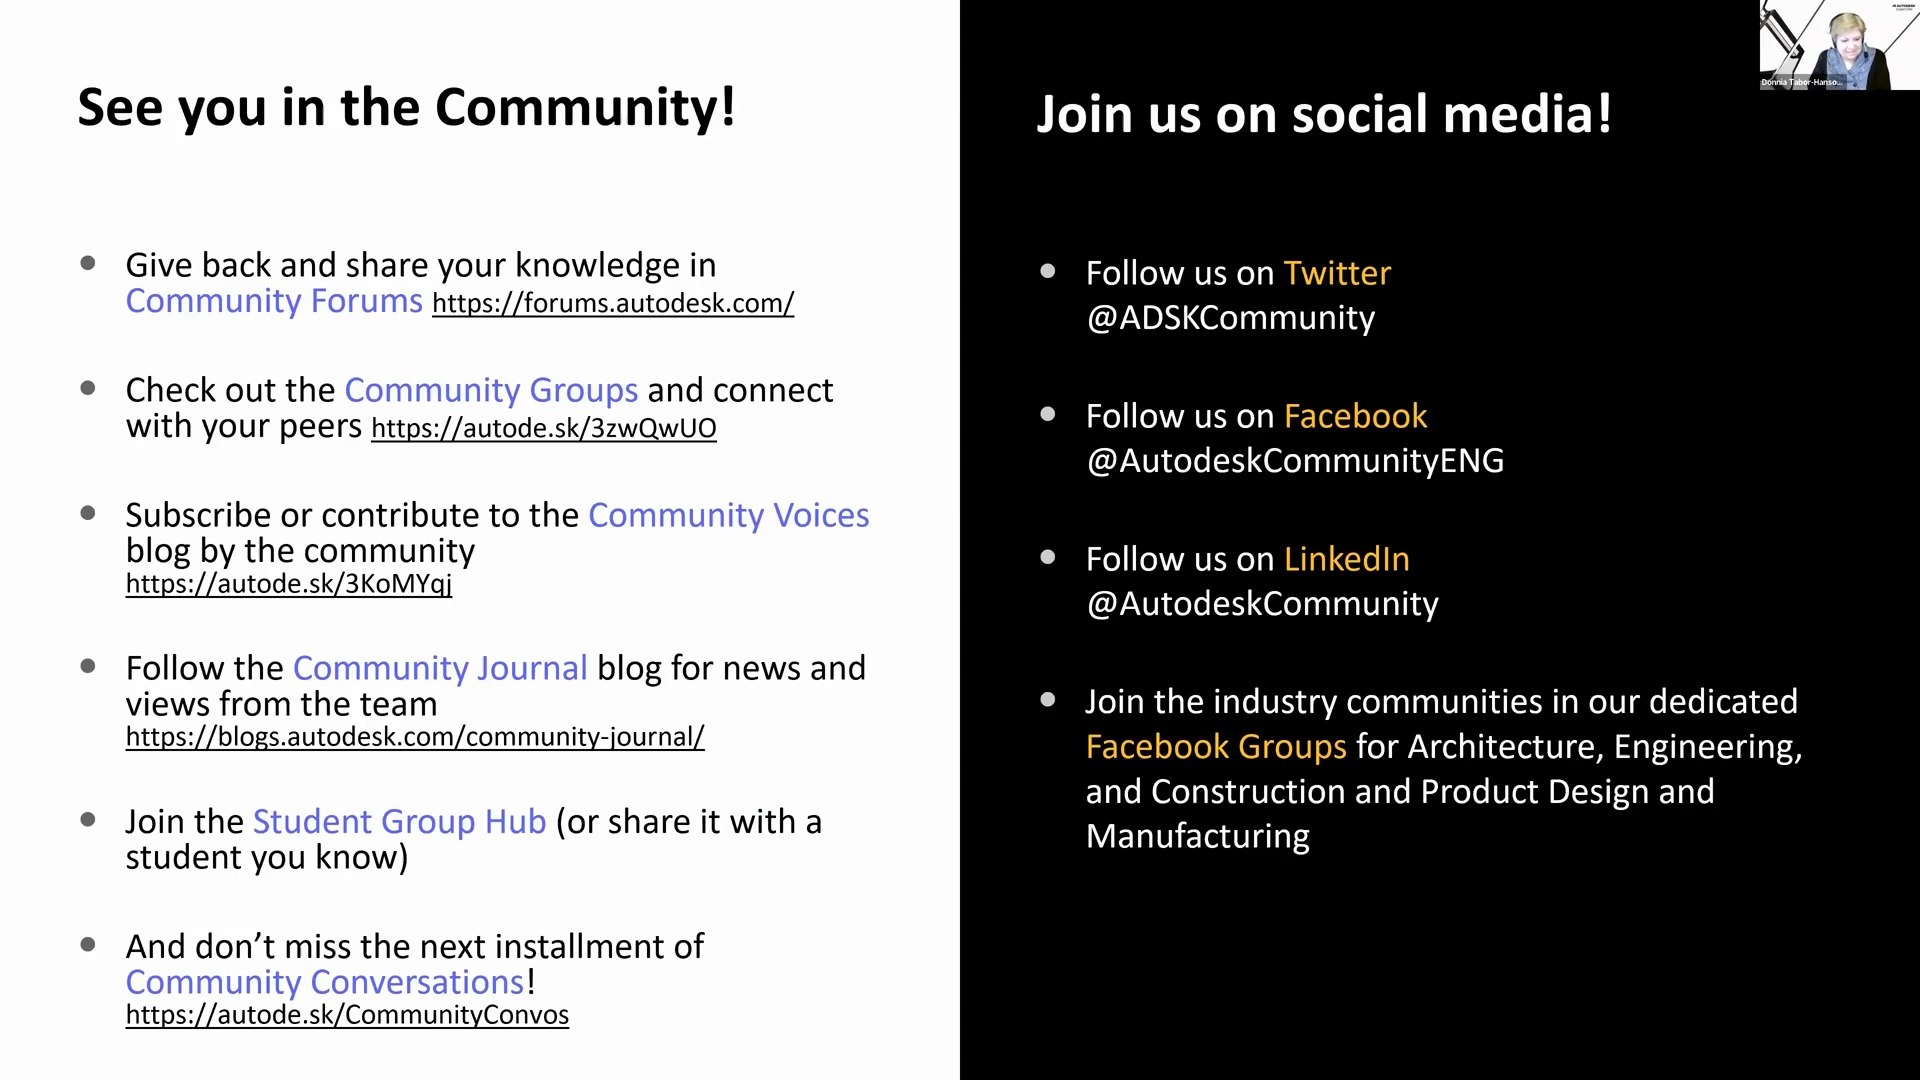 See you in the Community!
Give back and share your knowledge in
Community Forums https://forums.autodesk.com/
Check out the Community Groups and connect
with your peers https://autode.sk/3zwQwUO
Subscribe or contribute to the Community Voices
blog by the community
https://autode.sk/3KoMYqj
Follow the Community Journal blog for news and
views from the team
https://blogs.autodesk.com/community-journal/
Join the Student Group Hub (or share it with a
student you know)
And don’t miss the next installment of
Community Conversations!
https://autode.sk/CommunityConvos
Join us on social media!
Follow us on Twitter
@ADSKCommunity
Follow us on Facebook
@AutodeskCommunityENG
Follow us on LinkedIn
@AutodeskCommunity
Join the industry communities in our dedicated
Facebook Groups for Architecture, Engineering,
and Construction and Product Design and
Manufacturing
AUTODESK
Donnia Tabor-Hanso...